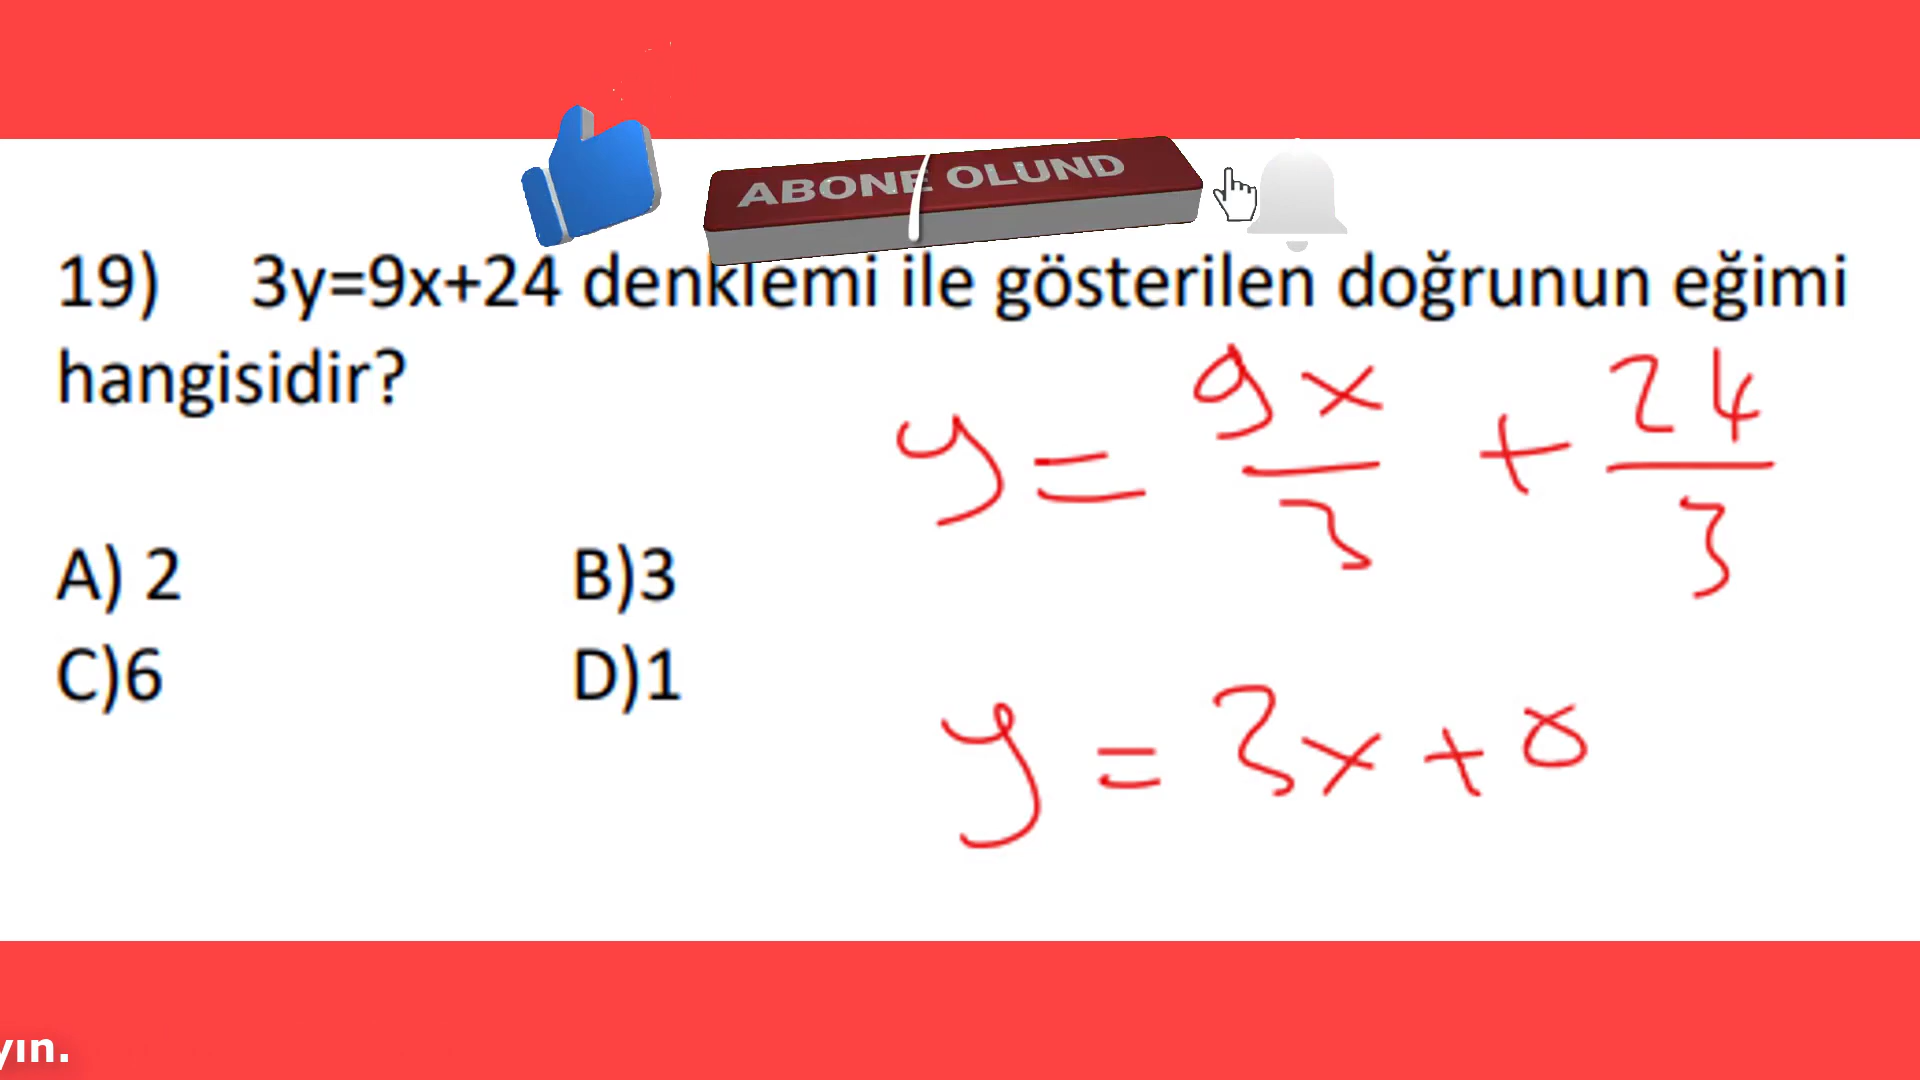 ABONE OLUND
19) 3y=9x+24 denklemi ile gösterilen doğrunun eğimi
hangisidir?
y = 9x/3 + 24/3
A) 2 B)3
C)6 D)1
y = 3x + 8
yın.